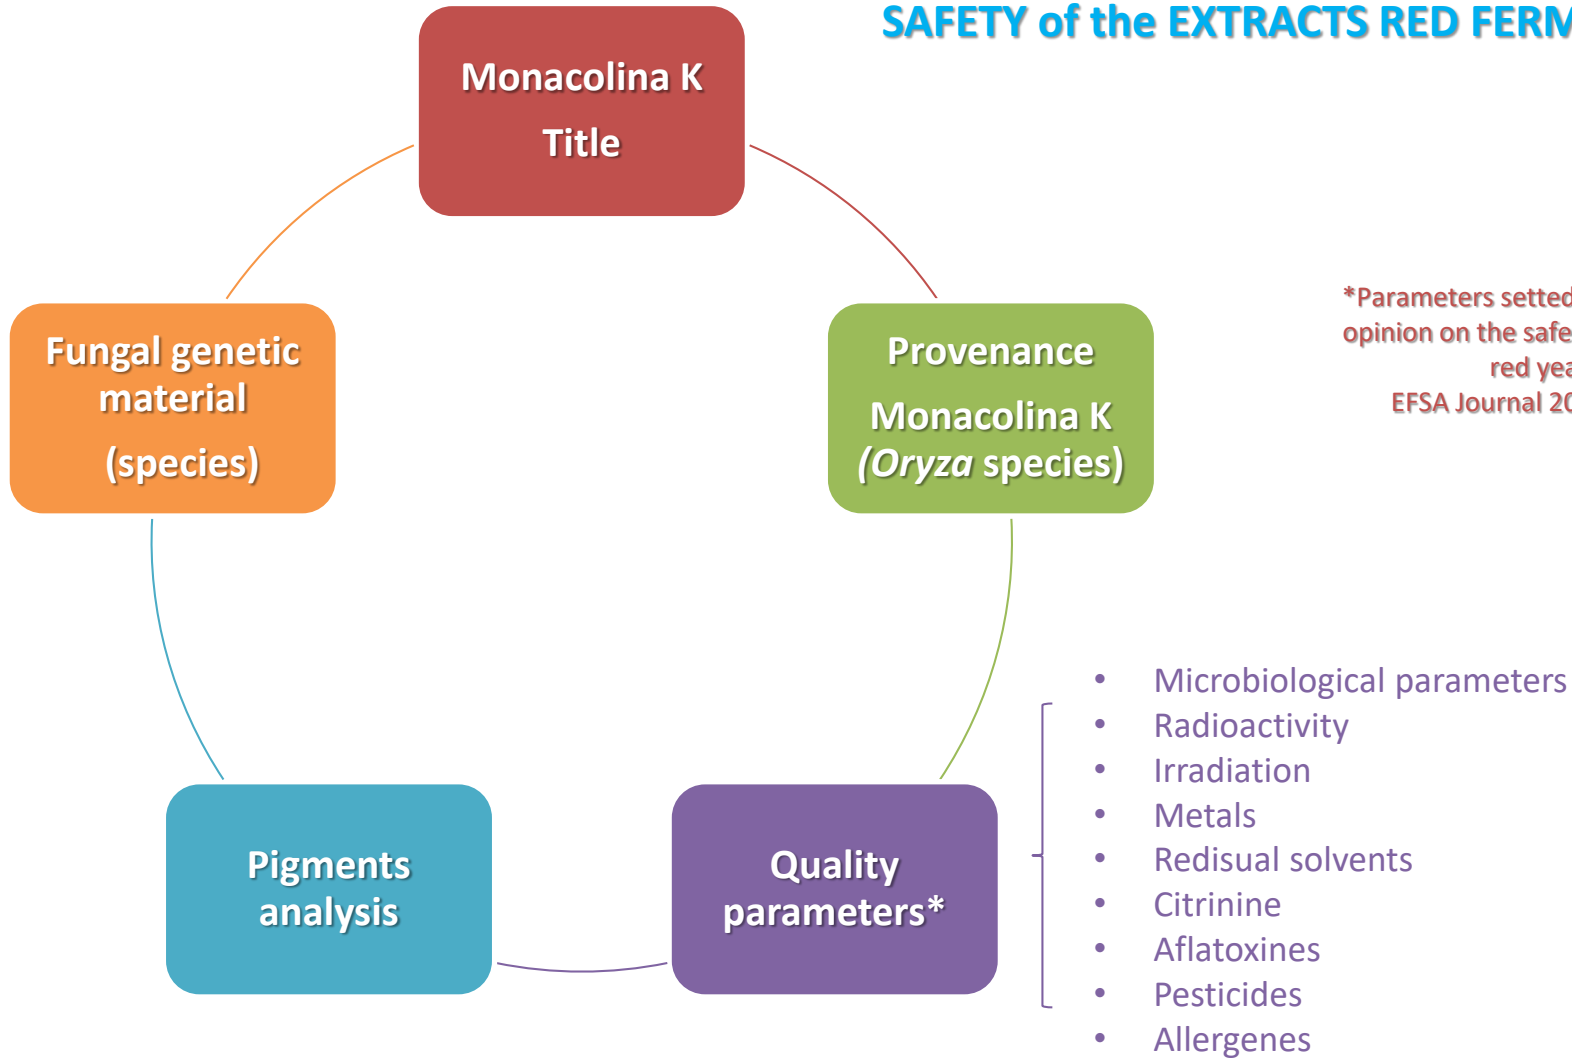 SAFETY of the EXTRACTS RED FERM
Monacolina K
Title
Fungal genetic
material
(species)
Provenance
Monacolina K
(Oryza species)
*Parameters setted
opinion on the safe
red yea
EFSA Journal 20
Pigments
analysis
Quality
parameters*
• Microbiological parameters
• Radioactivity
• Irradiation
• Metals
• Redisual solvents
• Citrinine
• Aflatoxines
• Pesticides
• Allergenes